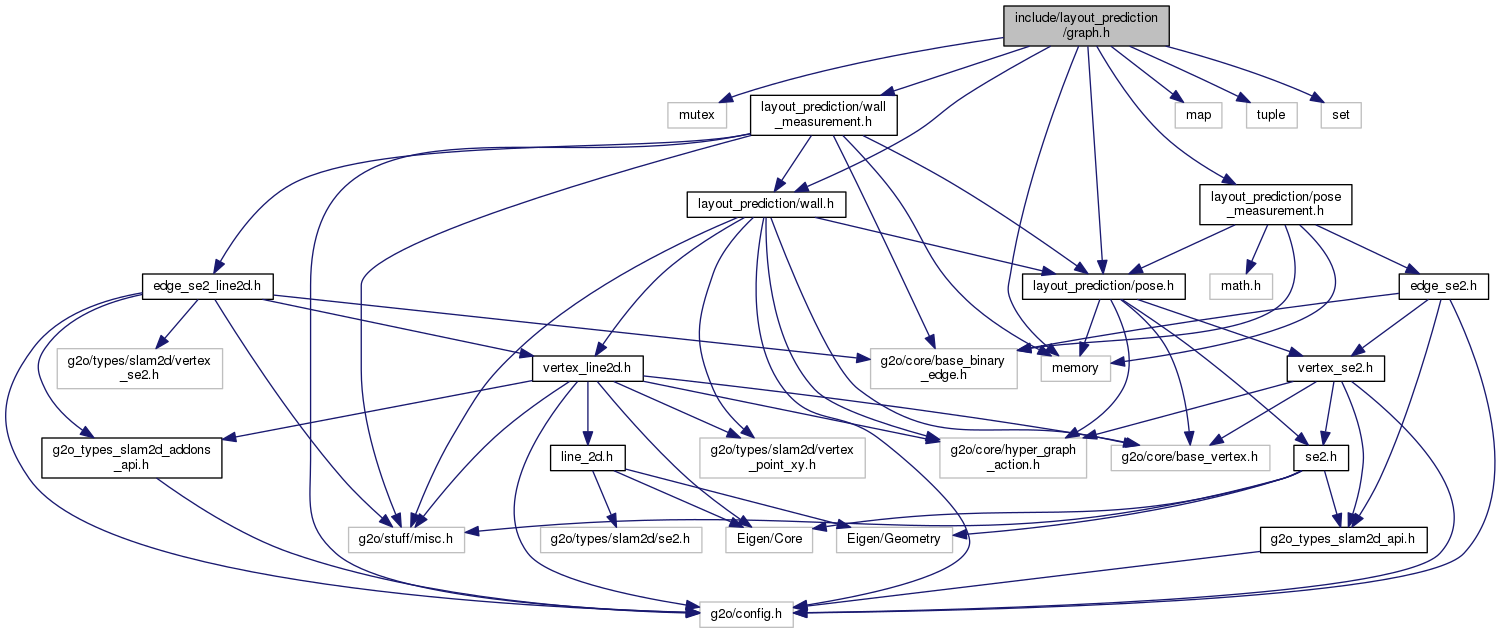 include/layout_prediction
/graph.h
mutex
layout_prediction/wall
_measurement.h
map
tuple
set
layout_prediction/wall.h
layout_prediction/pose
_measurement.h
edge_se2_line2d.h
layout_prediction/pose.h
math.h
edge_se2.h
g2o/types/slam2d/vertex
_se2.h
vertex_line2d.h
g2o/core/base_binary
_edge.h
memory
vertex_se2.h
g2o_types_slam2d_addons
_api.h
line_2d.h
g2o/types/slam2d/vertex
_point_xy.h
g2o/core/hyper_graph
_action.h
g2o/core/base_vertex.h
se2.h
g2o/stuff/misc.h
g2o/types/slam2d/se2.h
Eigen/Core
Eigen/Geometry
g2o_types_slam2d_api.h
g2o/config.h